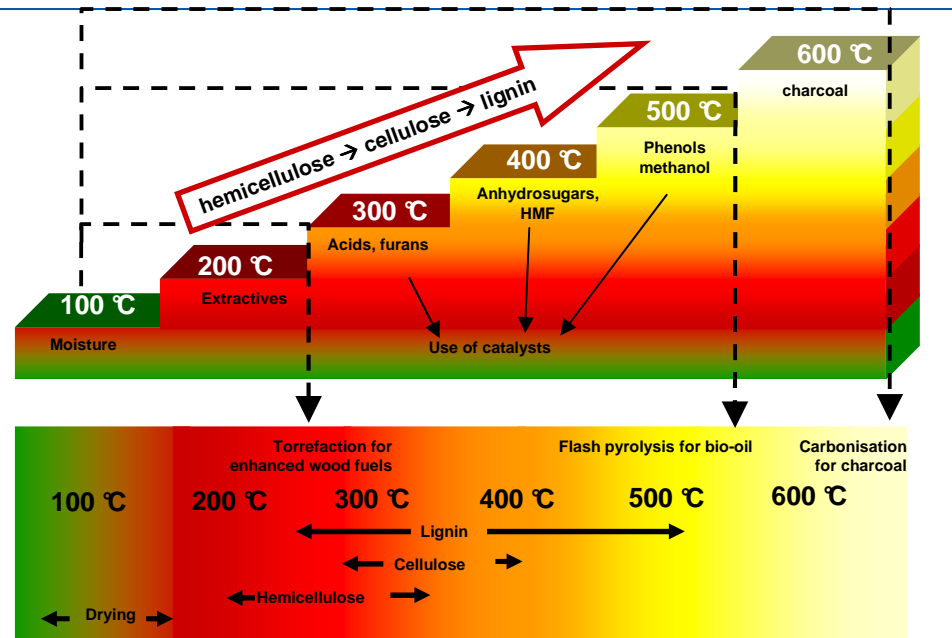 600 °C
charcoal
500 °C
Phenols
methanol
hemicellulose → cellulose → lignin
400 °C
Anhydrosugars,
HMF
300 °C
Acids, furans
200 °C
Extractives
100 °C
Moisture
Use of catalysts
Torrefaction for
enhanced wood fuels
Flash pyrolysis for bio-oil
Carbonisation
for charcoal
100 °C
200 °C
300 °C
400 °C
500 °C
600 °C
Lignin
Cellulose
Hemicellulose
Drying